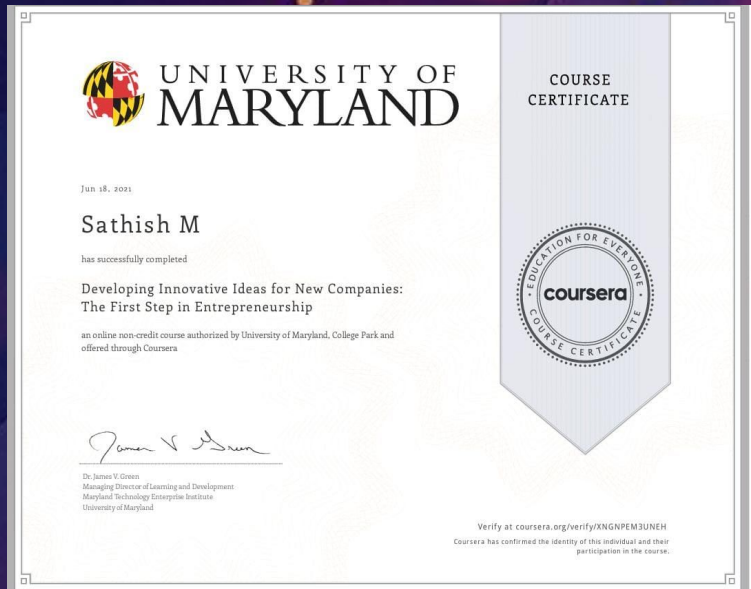 UNIVERSITY OF
MARYLAND
COURSE
CERTIFICATE
Jun 18, 2021
Sathish M
has successfully completed
Developing Innovative Ideas for New Companies:
The First Step in Entrepreneurship
an online non-credit course authorized by University of Maryland, College Park and
offered through Coursera
EDUCATION FOR EVERYONE
coursera
COURSE CERTIFICATE
James V Green
Dr. James V. Green
Managing Director of Learning and Development
Maryland Technology Enterprise Institute
University of Maryland
Verify at coursera.org/verify/XNGNPEM3UNEH
Coursera has confirmed the identity of this individual and their
participation in the course.